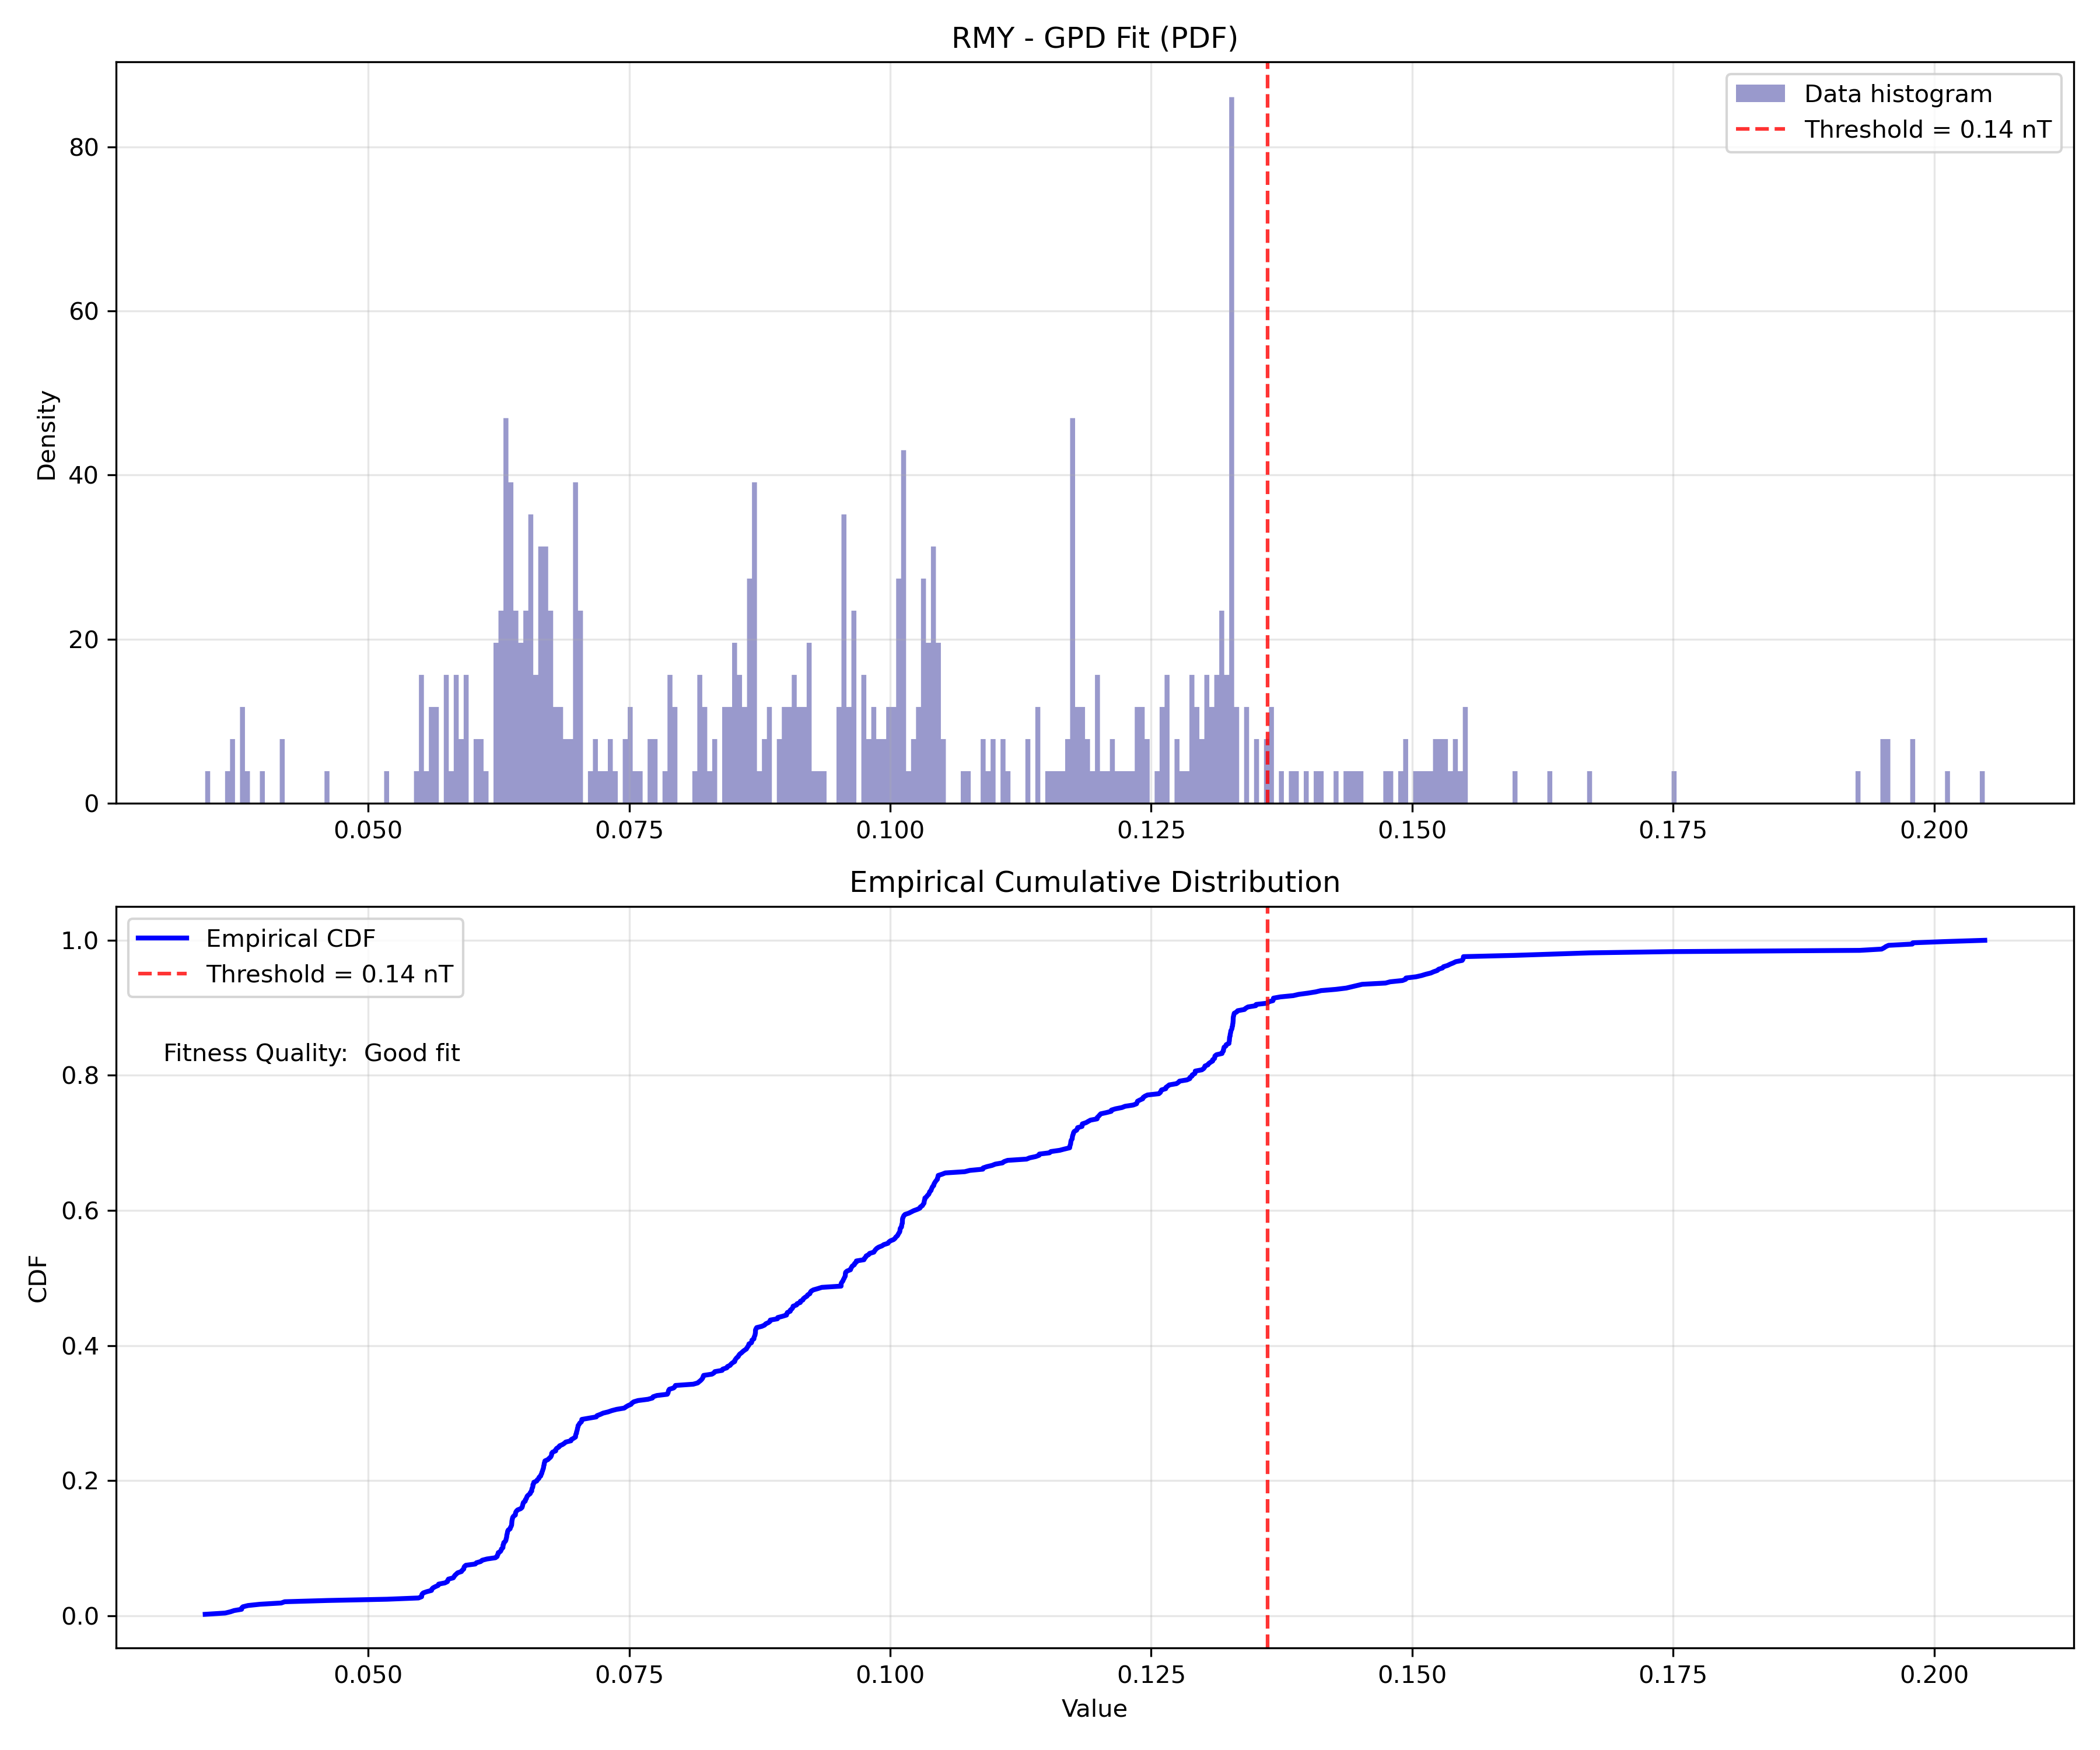 RMY - GPD Fit (PDF)
Data histogram
Threshold = 0.14 nT
Density
80
60
40
20
0
0.050 0.075 0.100 0.125 0.150 0.175 0.200
Empirical Cumulative Distribution
Empirical CDF
Threshold = 0.14 nT
Fitness Quality:  Good fit
CDF
1.0
0.8
0.6
0.4
0.2
0.0
0.050 0.075 0.100 0.125 0.150 0.175 0.200
Value